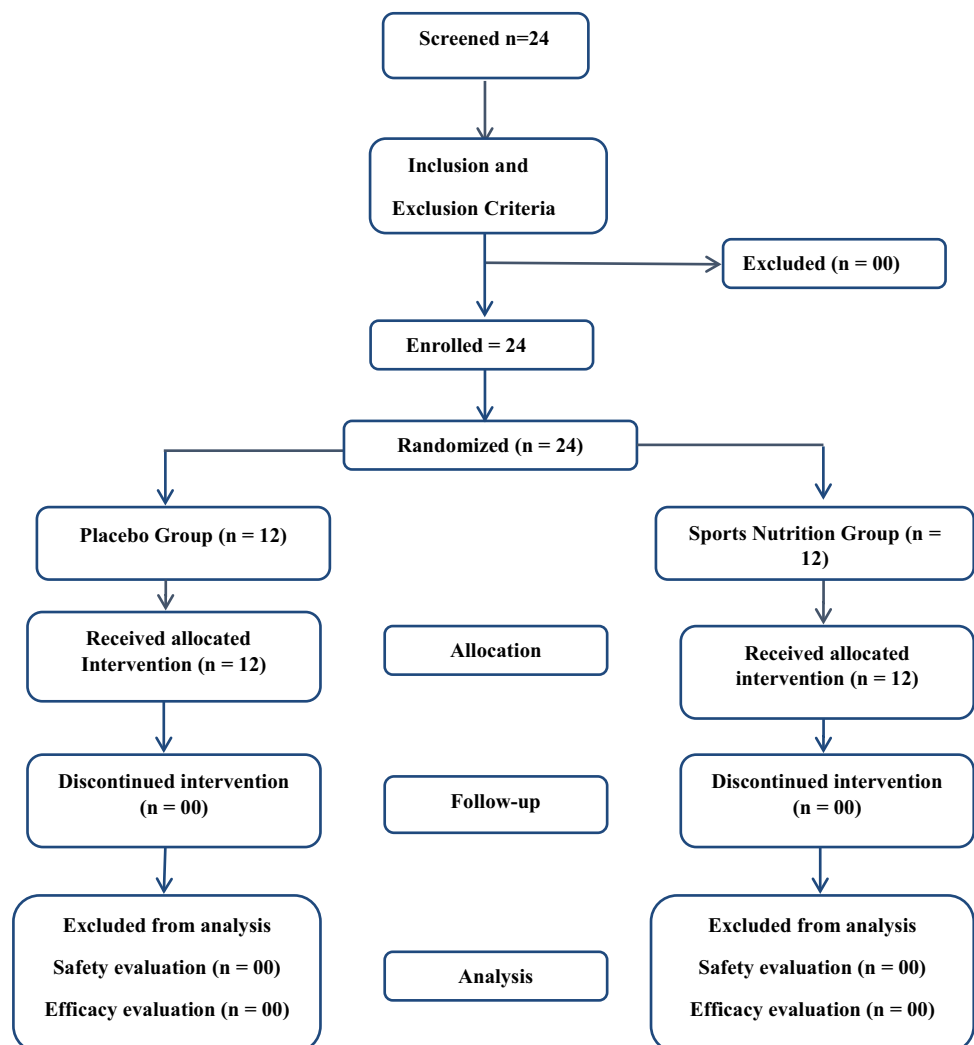 Screened n=24
Inclusion and
Exclusion Criteria
Excluded (n = 00)
Enrolled = 24
Randomized (n = 24)
Placebo Group (n = 12)
Sports Nutrition Group (n =
12)
Received allocated
Intervention (n = 12)
Allocation
Received allocated
intervention (n = 12)
Discontinued intervention
(n = 00)
Follow-up
Discontinued intervention
(n = 00)
Excluded from analysis
Safety evaluation (n = 00)
Efficacy evaluation (n = 00)
Analysis
Excluded from analysis
Safety evaluation (n = 00)
Efficacy evaluation (n = 00)